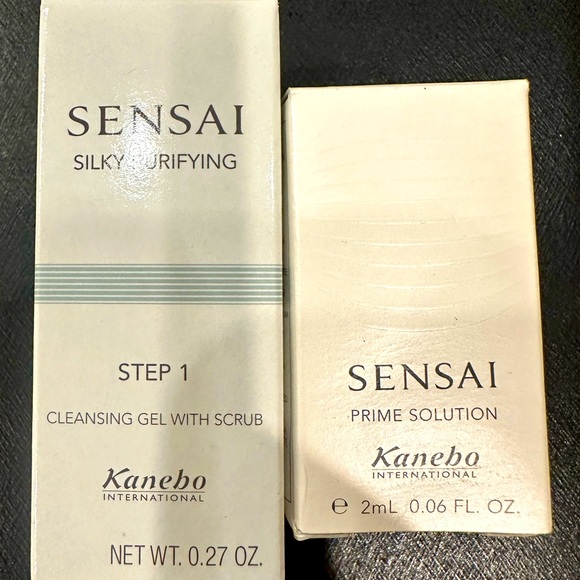 SENSAI
SILKY PURIFYING
STEP 1
CLEANSING GEL WITH SCRUB
Kanebo
INTERNATIONAL
NET WT. 0.27 OZ.
SENSAI
PRIME SOLUTION
Kanebo
INTERNATIONAL
℮ 2mL 0.06 FL. OZ.